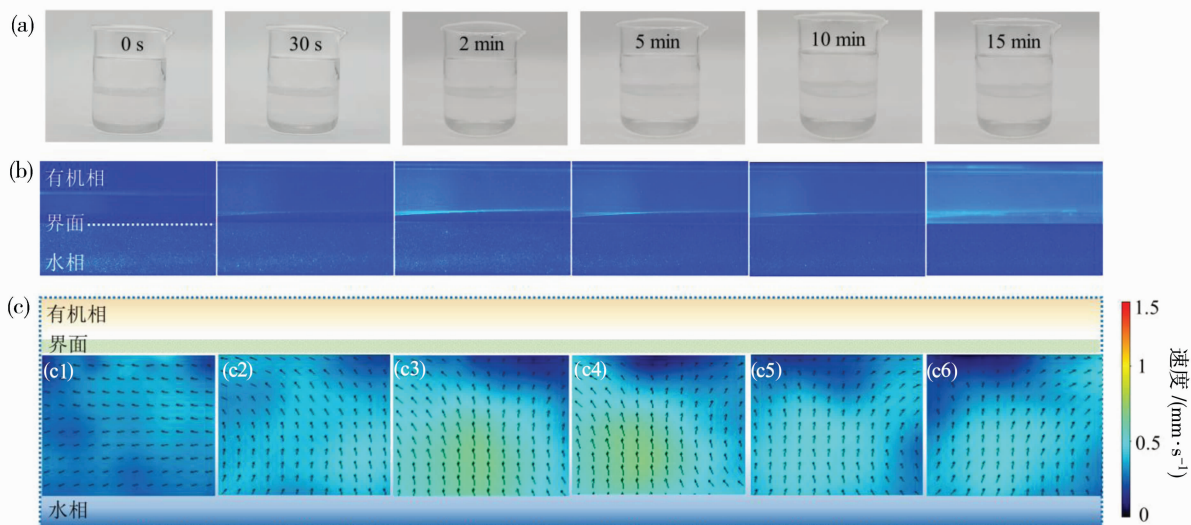 (a)
0 s
30 s
2 min
5 min
10 min
15 min
(b)
有机相
界面
水相
(c)
有机相
界面
(c1)
(c2)
(c3)
(c4)
(c5)
(c6)
水相
1.5
1
0.5
0
速度 /(mm·s⁻¹)